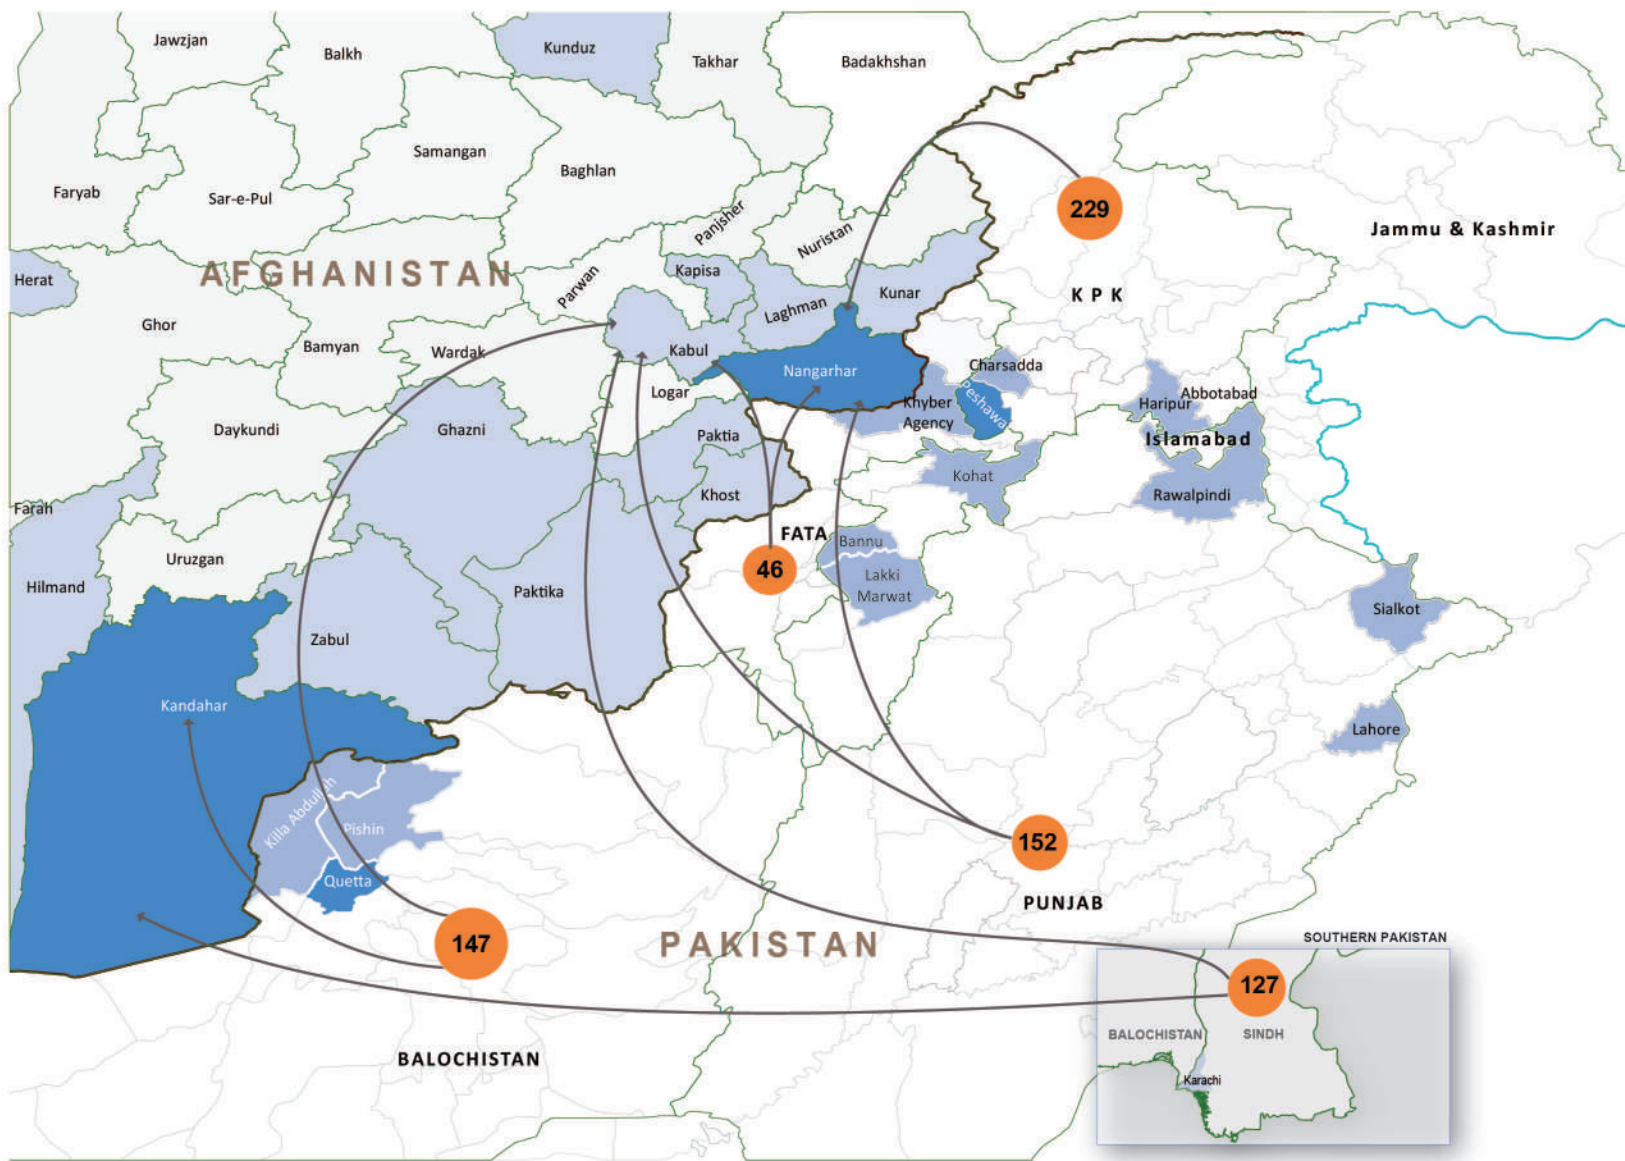 Jawzjan
Balkh
Kunduz
Takhar
Badakhshan
Samangan
Baghlan
Faryab
Sar-e-Pul
Panjsher
Nuristan
229
Jammu & Kashmir
Herat
AFGHANISTAN
Kapisa
Parwan
Laghman
Kunar
KPK
Ghor
Bamyan
Wardak
Kabul
Nangarhar
Charsadda
Peshawa
Khyber
Agency
Haripur
Abbotabad
Logar
Daykundi
Ghazni
Paktia
Islamabad
Kohat
Rawalpindi
Khost
Farah
FATA
Bannu
46
Uruzgan
Hilmand
Paktika
Lakki
Marwat
Sialkot
Zabul
Kandahar
Lahore
Killa Abdullah
Pishin
Quetta
152
PUNJAB
147
PAKISTAN
SOUTHERN PAKISTAN
127
BALOCHISTAN
SINDH
BALOCHISTAN
Karachi